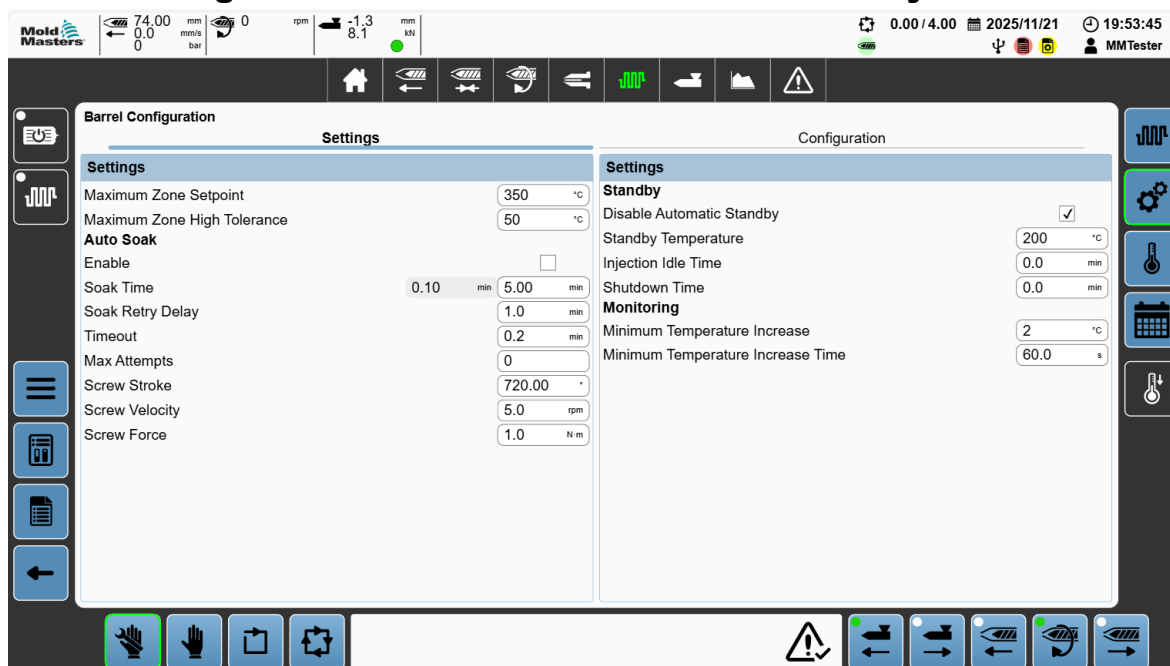 Mold
Masters
74.00 mm
0.0 mm/s
0 bar
0 rpm
-1.3 mm
8.1 kN
0.00 / 4.00
2025/11/21
19:53:45
MMTester
Barrel Configuration
Settings
Configuration
Settings
Maximum Zone Setpoint 350 °C
Maximum Zone High Tolerance 50 °C
Auto Soak
Enable
Soak Time 0.10 min 5.00 min
Soak Retry Delay 1.0 min
Timeout 0.2 min
Max Attempts 0
Screw Stroke 720.00 °
Screw Velocity 5.0 rpm
Screw Force 1.0 N·m
Settings
Standby
Disable Automatic Standby
Standby Temperature 200 °C
Injection Idle Time 0.0 min
Shutdown Time 0.0 min
Monitoring
Minimum Temperature Increase 2 °C
Minimum Temperature Increase Time 60.0 s